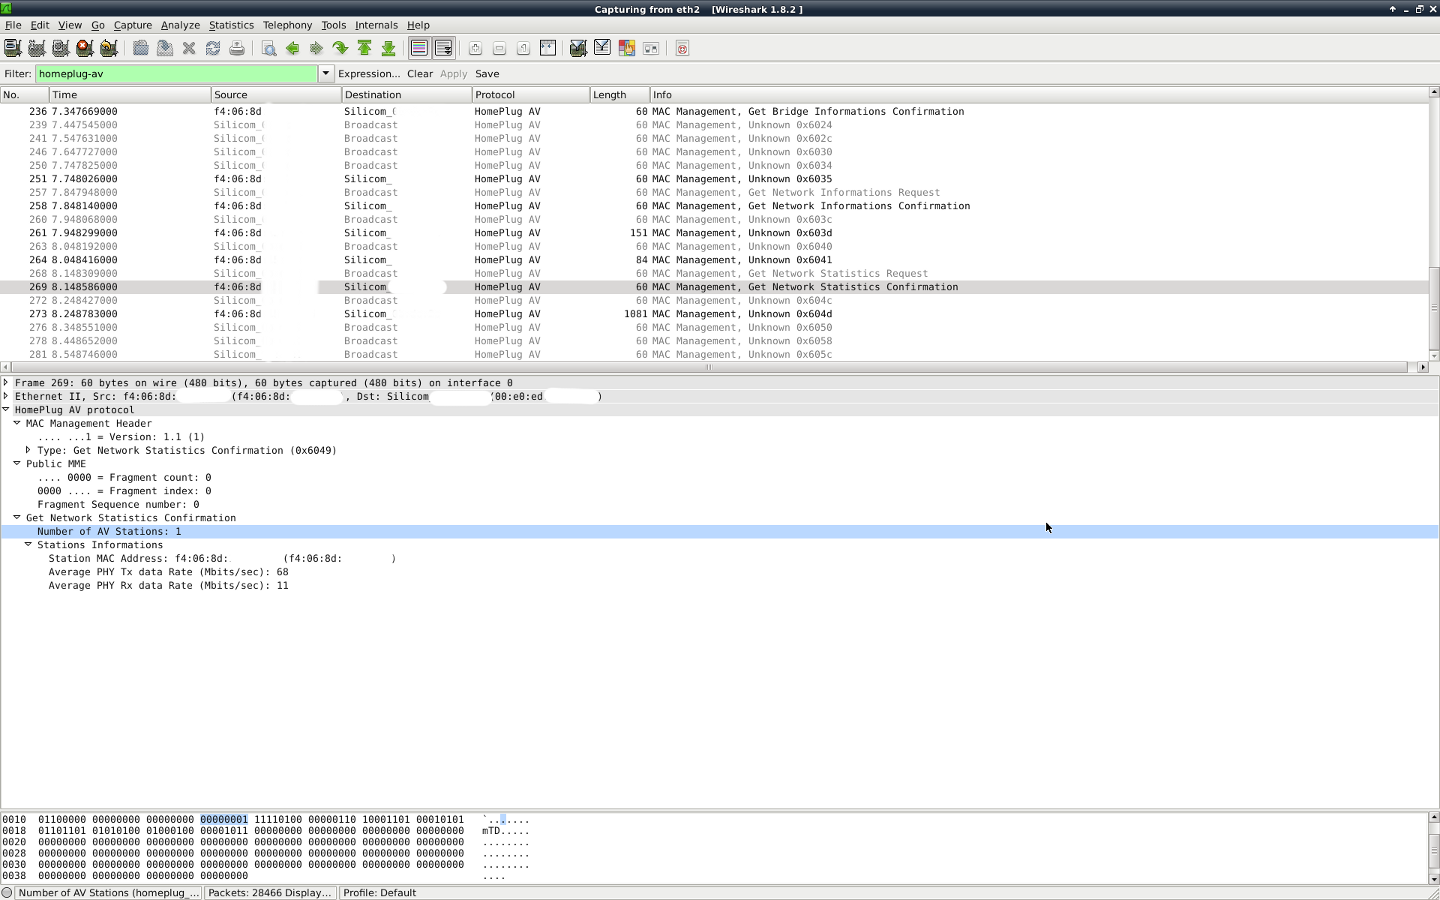 Capturing from eth2   [Wireshark 1.8.2 ]
File Edit View Go Capture Analyze Statistics Telephony Tools Internals Help
Filter: homeplug-av Expression... Clear Apply Save
No. Time Source Destination Protocol Length Info
236 7.347669000 f4:06:8d Silicom_ HomePlug AV 60 MAC Management, Get Bridge Informations Confirmation
239 7.447545000 Silicom_ Broadcast HomePlug AV 60 MAC Management, Unknown 0x6024
241 7.547631000 Silicom_ Broadcast HomePlug AV 60 MAC Management, Unknown 0x602c
246 7.647727000 Silicom_ Broadcast HomePlug AV 60 MAC Management, Unknown 0x6030
250 7.747825000 Silicom_ Broadcast HomePlug AV 60 MAC Management, Unknown 0x6034
251 7.748026000 f4:06:8d Silicom_ HomePlug AV 60 MAC Management, Unknown 0x6035
257 7.847948000 Silicom_ Broadcast HomePlug AV 60 MAC Management, Get Network Informations Request
258 7.848140000 f4:06:8d Silicom_ HomePlug AV 60 MAC Management, Get Network Informations Confirmation
260 7.948068000 Silicom_ Broadcast HomePlug AV 60 MAC Management, Unknown 0x603c
261 7.948299000 f4:06:8d Silicom_ HomePlug AV 151 MAC Management, Unknown 0x603d
263 8.048192000 Silicom_ Broadcast HomePlug AV 60 MAC Management, Unknown 0x6040
264 8.048416000 f4:06:8d Silicom_ HomePlug AV 84 MAC Management, Unknown 0x6041
268 8.148309000 Silicom_ Broadcast HomePlug AV 60 MAC Management, Get Network Statistics Request
269 8.148586000 f4:06:8d Silicom_ HomePlug AV 60 MAC Management, Get Network Statistics Confirmation
272 8.248427000 Silicom_ Broadcast HomePlug AV 60 MAC Management, Unknown 0x604c
273 8.248783000 f4:06:8d Silicom_ HomePlug AV 1081 MAC Management, Unknown 0x604d
276 8.348551000 Silicom_ Broadcast HomePlug AV 60 MAC Management, Unknown 0x6050
278 8.448652000 Silicom_ Broadcast HomePlug AV 60 MAC Management, Unknown 0x6058
281 8.548746000 Silicom_ Broadcast HomePlug AV 60 MAC Management, Unknown 0x605c
Frame 269: 60 bytes on wire (480 bits), 60 bytes captured (480 bits) on interface 0
Ethernet II, Src: f4:06:8d: (f4:06:8d: , Dst: Silicom (00:e0:ed )
HomePlug AV protocol
MAC Management Header
.... ...1 = Version: 1.1 (1)
Type: Get Network Statistics Confirmation (0x6049)
Public MME
.... 0000 = Fragment count: 0
0000 .... = Fragment index: 0
Fragment Sequence number: 0
Get Network Statistics Confirmation
Number of AV Stations: 1
Stations Informations
Station MAC Address: f4:06:8d: (f4:06:8d: )
Average PHY Tx data Rate (Mbits/sec): 68
Average PHY Rx data Rate (Mbits/sec): 11
0010 01100000 00000000 00000000 00000001 11110100 00000110 10001101 00010101 `.......
0018 01101101 01010100 01000100 00001011 00000000 00000000 00000000 00000000 mTD.....
0020 00000000 00000000 00000000 00000000 00000000 00000000 00000000 00000000 ........
0028 00000000 00000000 00000000 00000000 00000000 00000000 00000000 00000000 ........
0030 00000000 00000000 00000000 00000000 00000000 00000000 00000000 00000000 ........
0038 00000000 00000000 00000000 00000000 ....
Number of AV Stations (homeplug_... Packets: 28466 Display... Profile: Default